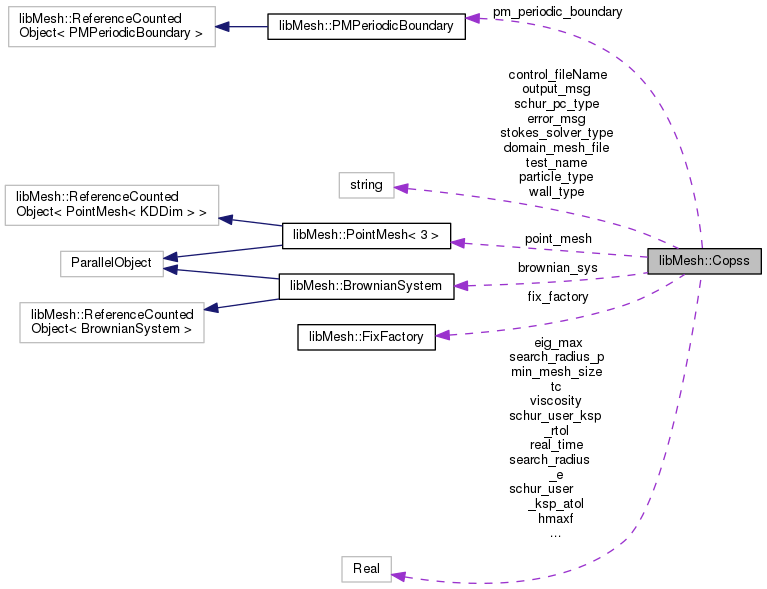 libMesh::ReferenceCounted
Object< PMPeriodicBoundary >
libMesh::PMPeriodicBoundary
pm_periodic_boundary
control_fileName
output_msg
schur_pc_type
error_msg
stokes_solver_type
domain_mesh_file
test_name
particle_type
wall_type
string
libMesh::ReferenceCounted
Object< PointMesh< KDDim > >
libMesh::PointMesh< 3 >
point_mesh
ParallelObject
libMesh::Copss
brownian_sys
libMesh::BrownianSystem
fix_factory
libMesh::ReferenceCounted
Object< BrownianSystem >
libMesh::FixFactory
eig_max
search_radius_p
min_mesh_size
tc
viscosity
schur_user_ksp
_rtol
real_time
search_radius
_e
schur_user
_ksp_atol
hmaxf
...
Real